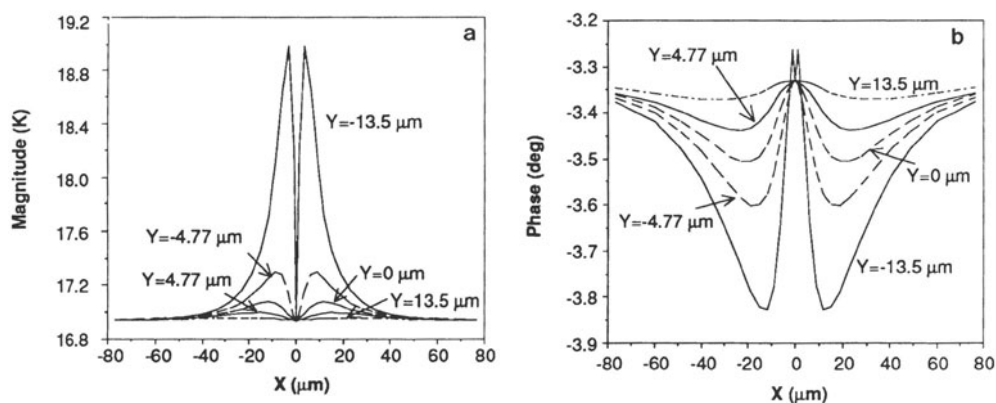 a
19.2
18.8
18.4
18.0
17.6
17.2
16.8
Magnitude (K)
Y=-13.5 µm
Y=-4.77 µm
Y=4.77 µm
Y=0 µm
Y=13.5 µm
-80 -60 -40 -20 0 20 40 60 80
X (µm)
b
-3.1
-3.2
-3.3
-3.4
-3.5
-3.6
-3.7
-3.8
-3.9
Phase (deg)
Y=4.77 µm
Y=13.5 µm
Y=0 µm
Y=-4.77 µm
Y=-13.5 µm
-80 -60 -40 -20 0 20 40 60 80
X (µm)